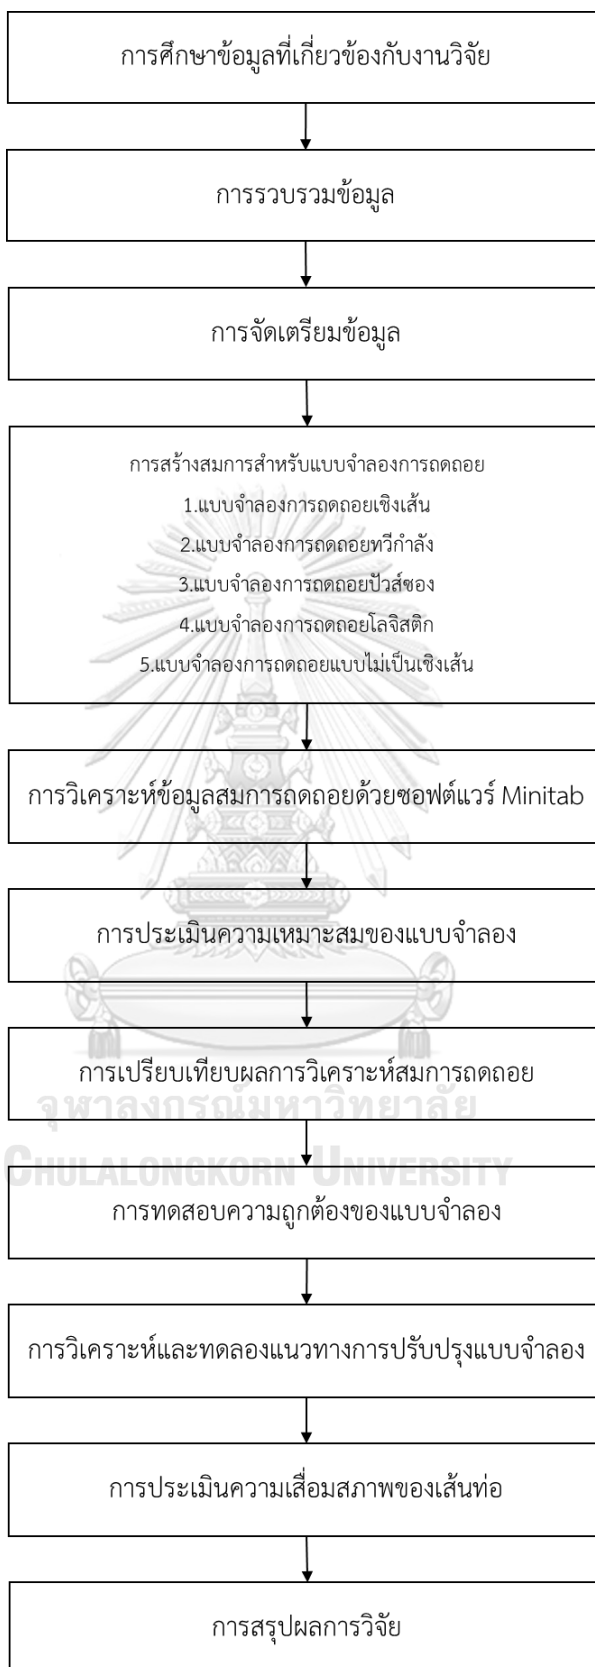 การศึกษาข้อมูลที่เกี่ยวข้องกับงานวิจัย
การรวบรวมข้อมูล
การจัดเตรียมข้อมูล
การสร้างสมการสำหรับแบบจำลองการถดถอย
1.แบบจำลองการถดถอยเชิงเส้น
2.แบบจำลองการถดถอยทวีกำลัง
3.แบบจำลองการถดถอยปัวส์ซอง
4.แบบจำลองการถดถอยโลจิสติก
5.แบบจำลองการถดถอยแบบไม่เป็นเชิงเส้น
การวิเคราะห์ข้อมูลสมการถดถอยด้วยซอฟต์แวร์ Minitab
การประเมินความเหมาะสมของแบบจำลอง
การเปรียบเทียบผลการวิเคราะห์สมการถดถอย
จุฬาลงกรณ์มหาวิทยาลัย
CHULALONGKORN UNIVERSITY
การทดสอบความถูกต้องของแบบจำลอง
การวิเคราะห์และทดลองแนวทางการปรับปรุงแบบจำลอง
การประเมินความเสื่อมสภาพของเส้นท่อ
การสรุปผลการวิจัย